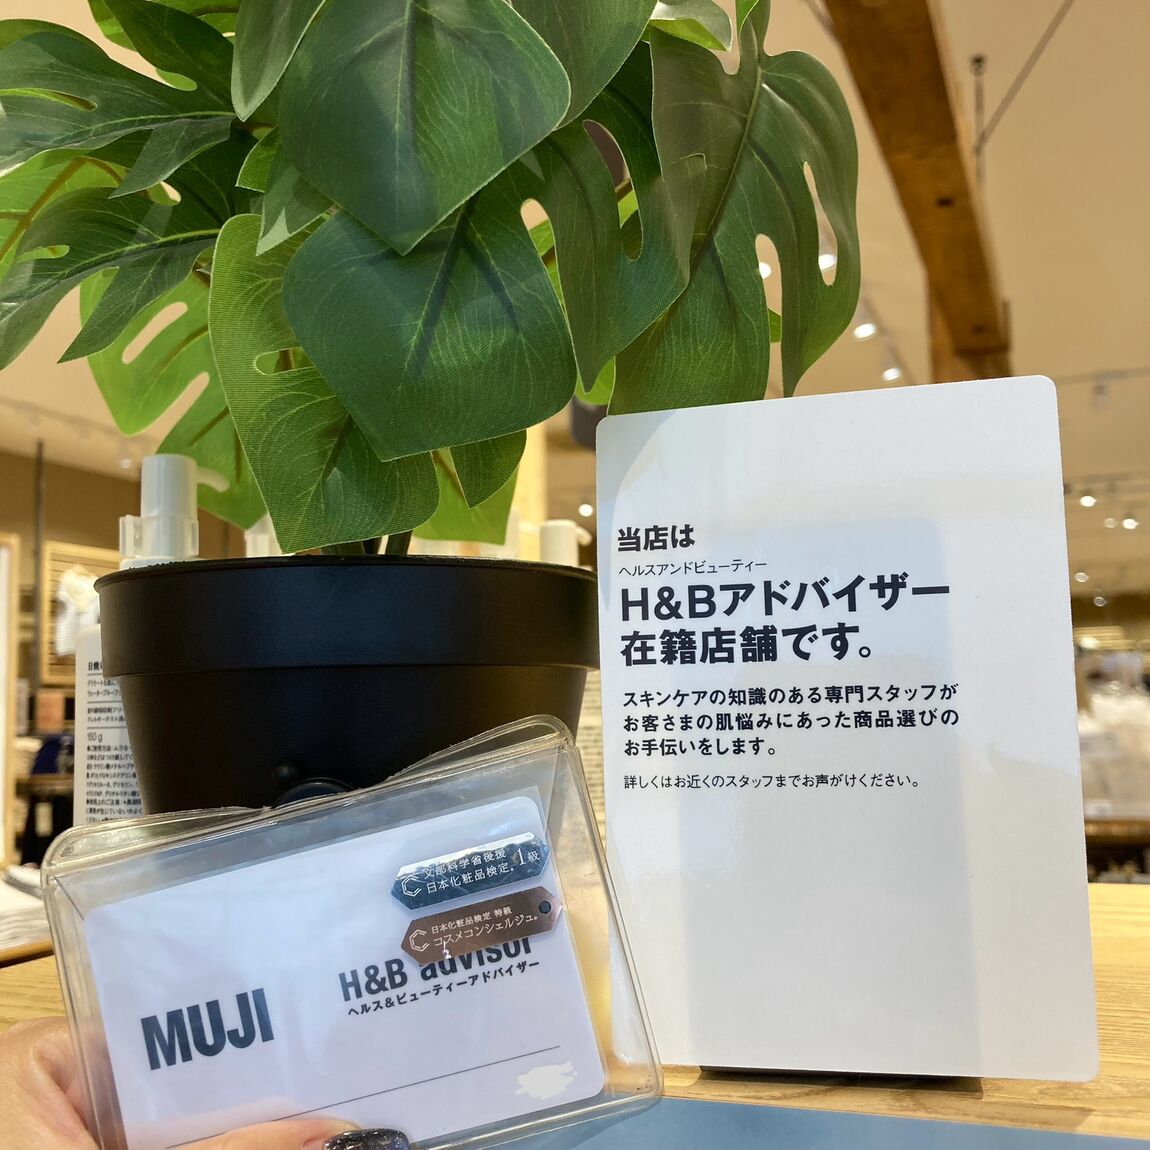 当店は
ヘルスアンドビューティー
H&Bアドバイザー
在籍店舗です。
スキンケアの知識のある専門スタッフが
お客さまの肌悩みにあった商品選びの
お手伝いをします。
詳しくはお近くのスタッフまでお声がけください。
文部科学省後援
日本化粧品検定。1級
日本化粧品検定 特級
コスメコンシェルジュ。
MUJI
H&B advisor
ヘルス&ビューティーアドバイザー
150 g